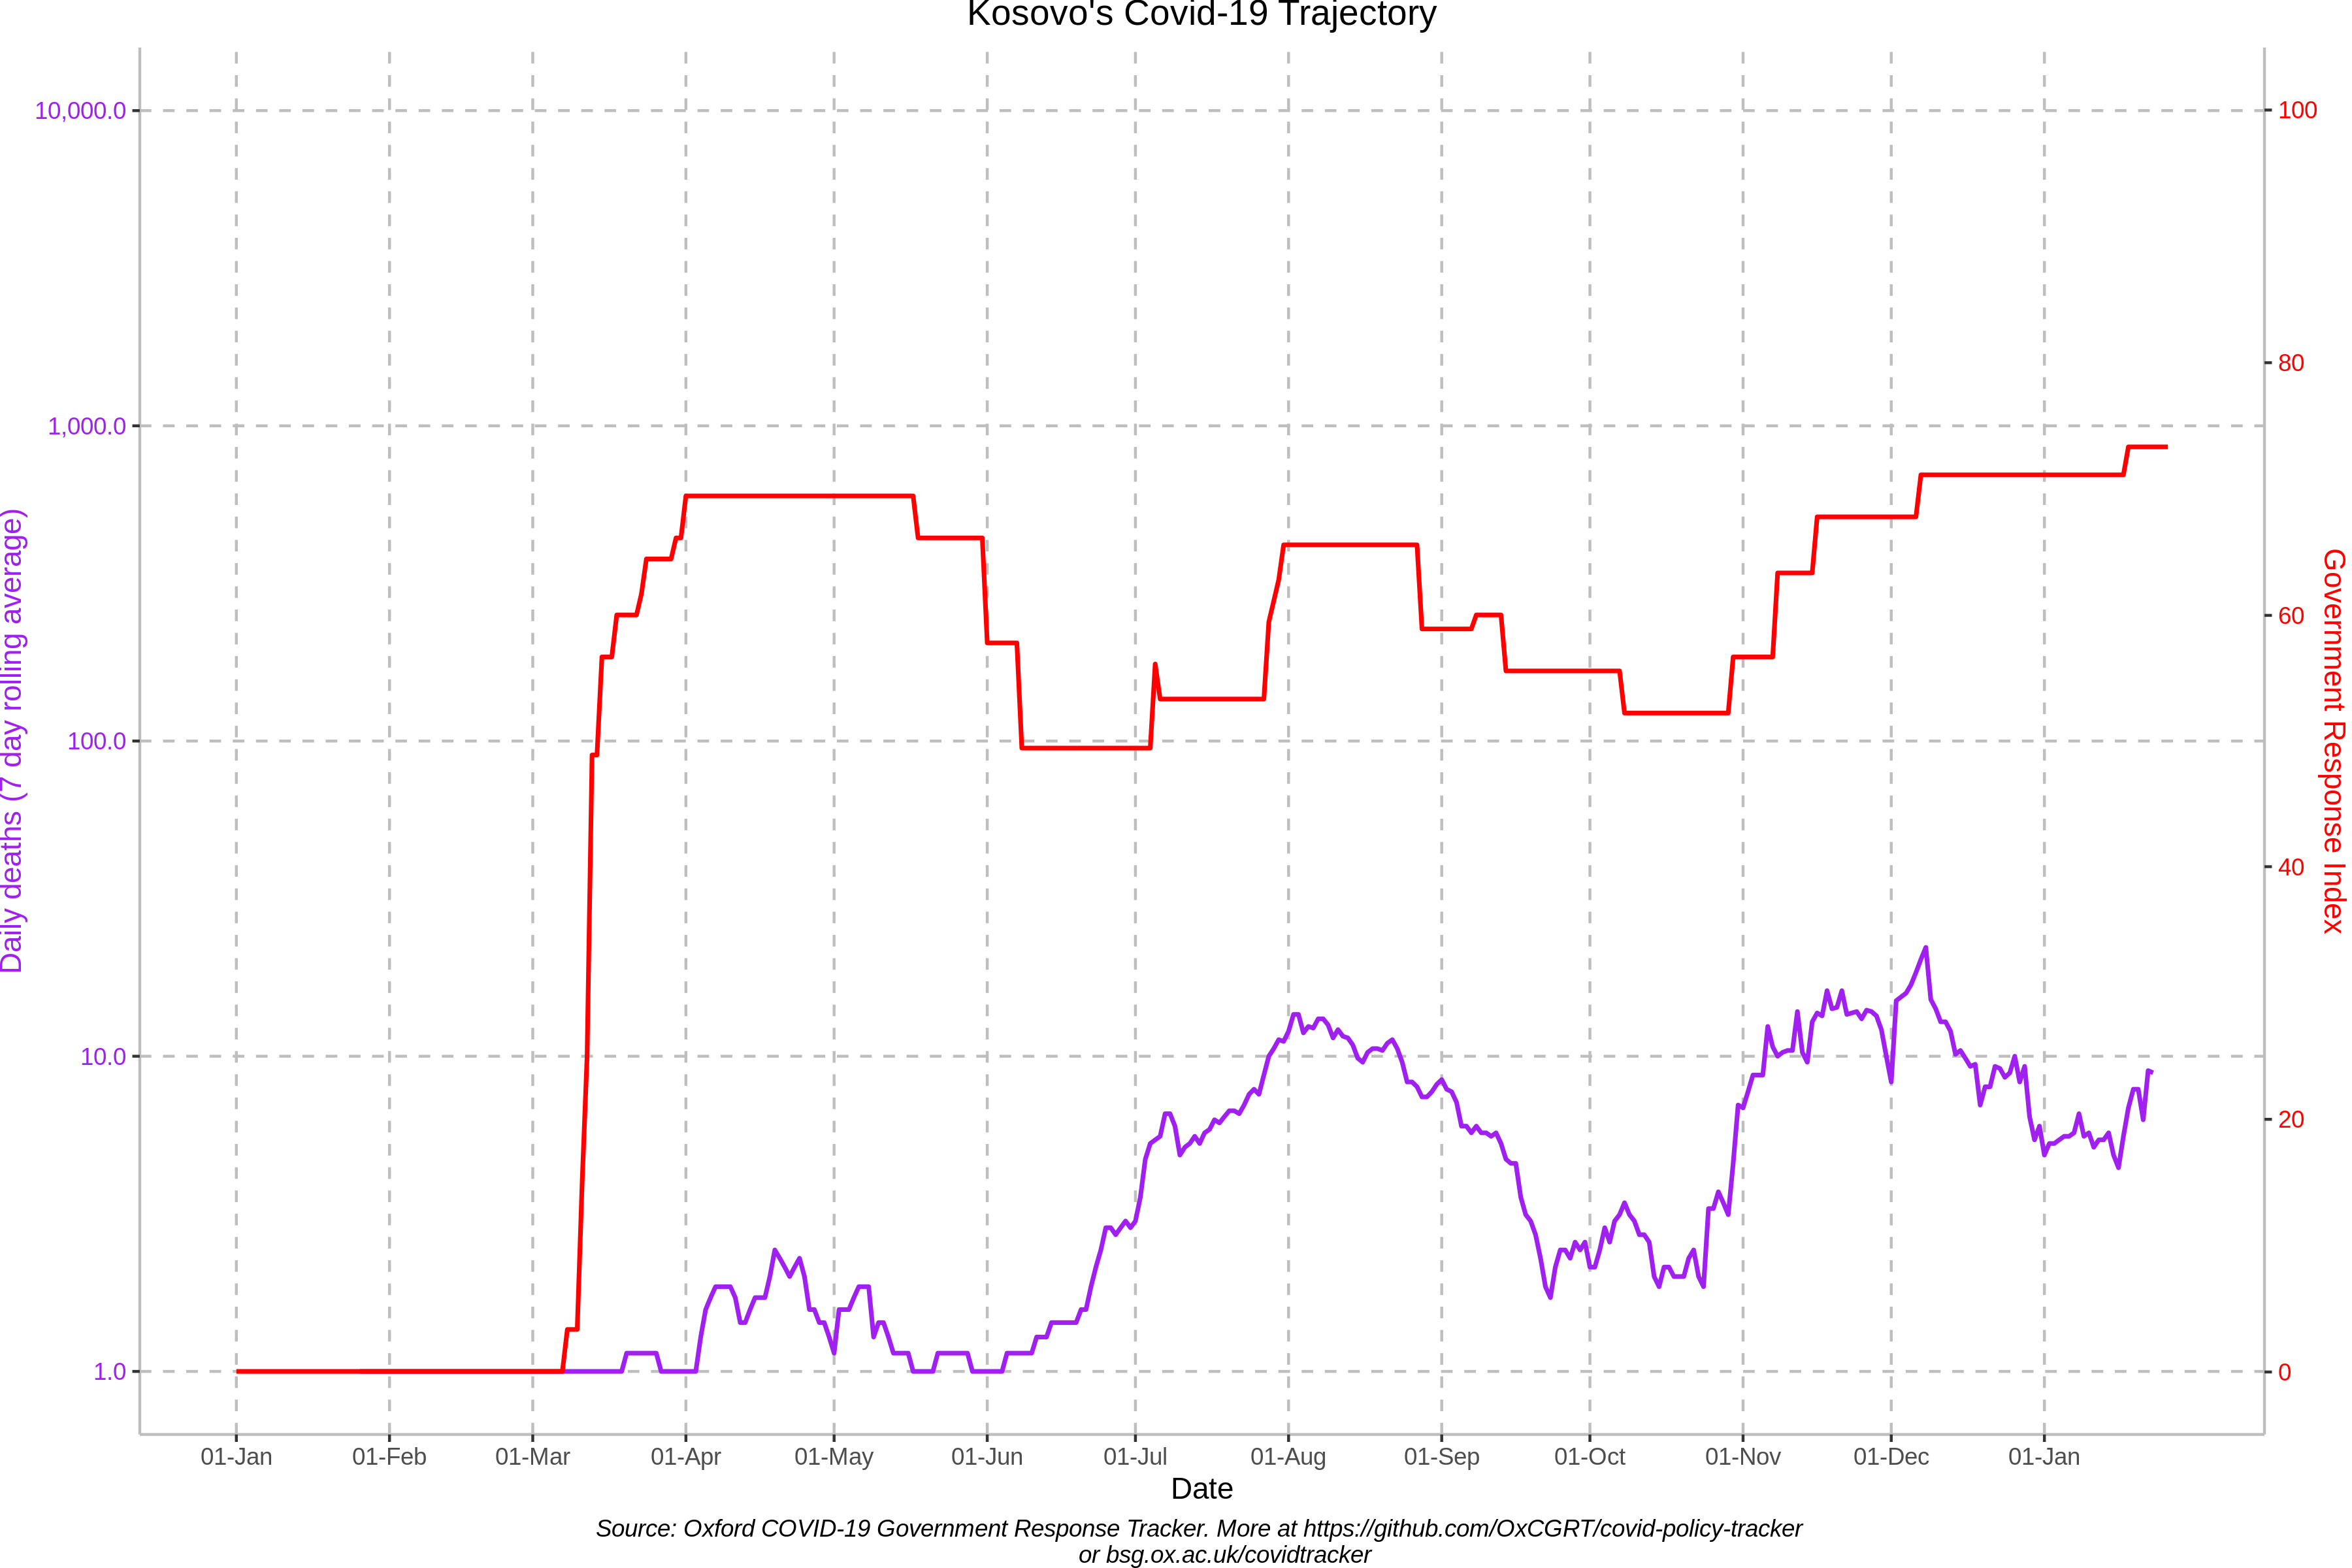 Kosovo's Covid-19 Trajectory
10,000.0
1,000.0
100.0
10.0
1.0
Daily deaths (7 day rolling average)
100
80
60
40
20
0
Government Response Index
01-Jan
01-Feb
01-Mar
01-Apr
01-May
01-Jun
01-Jul
01-Aug
01-Sep
01-Oct
01-Nov
01-Dec
01-Jan
Date
Source: Oxford COVID-19 Government Response Tracker. More at https://github.com/OxCGRT/covid-policy-tracker
or bsg.ox.ac.uk/covidtracker